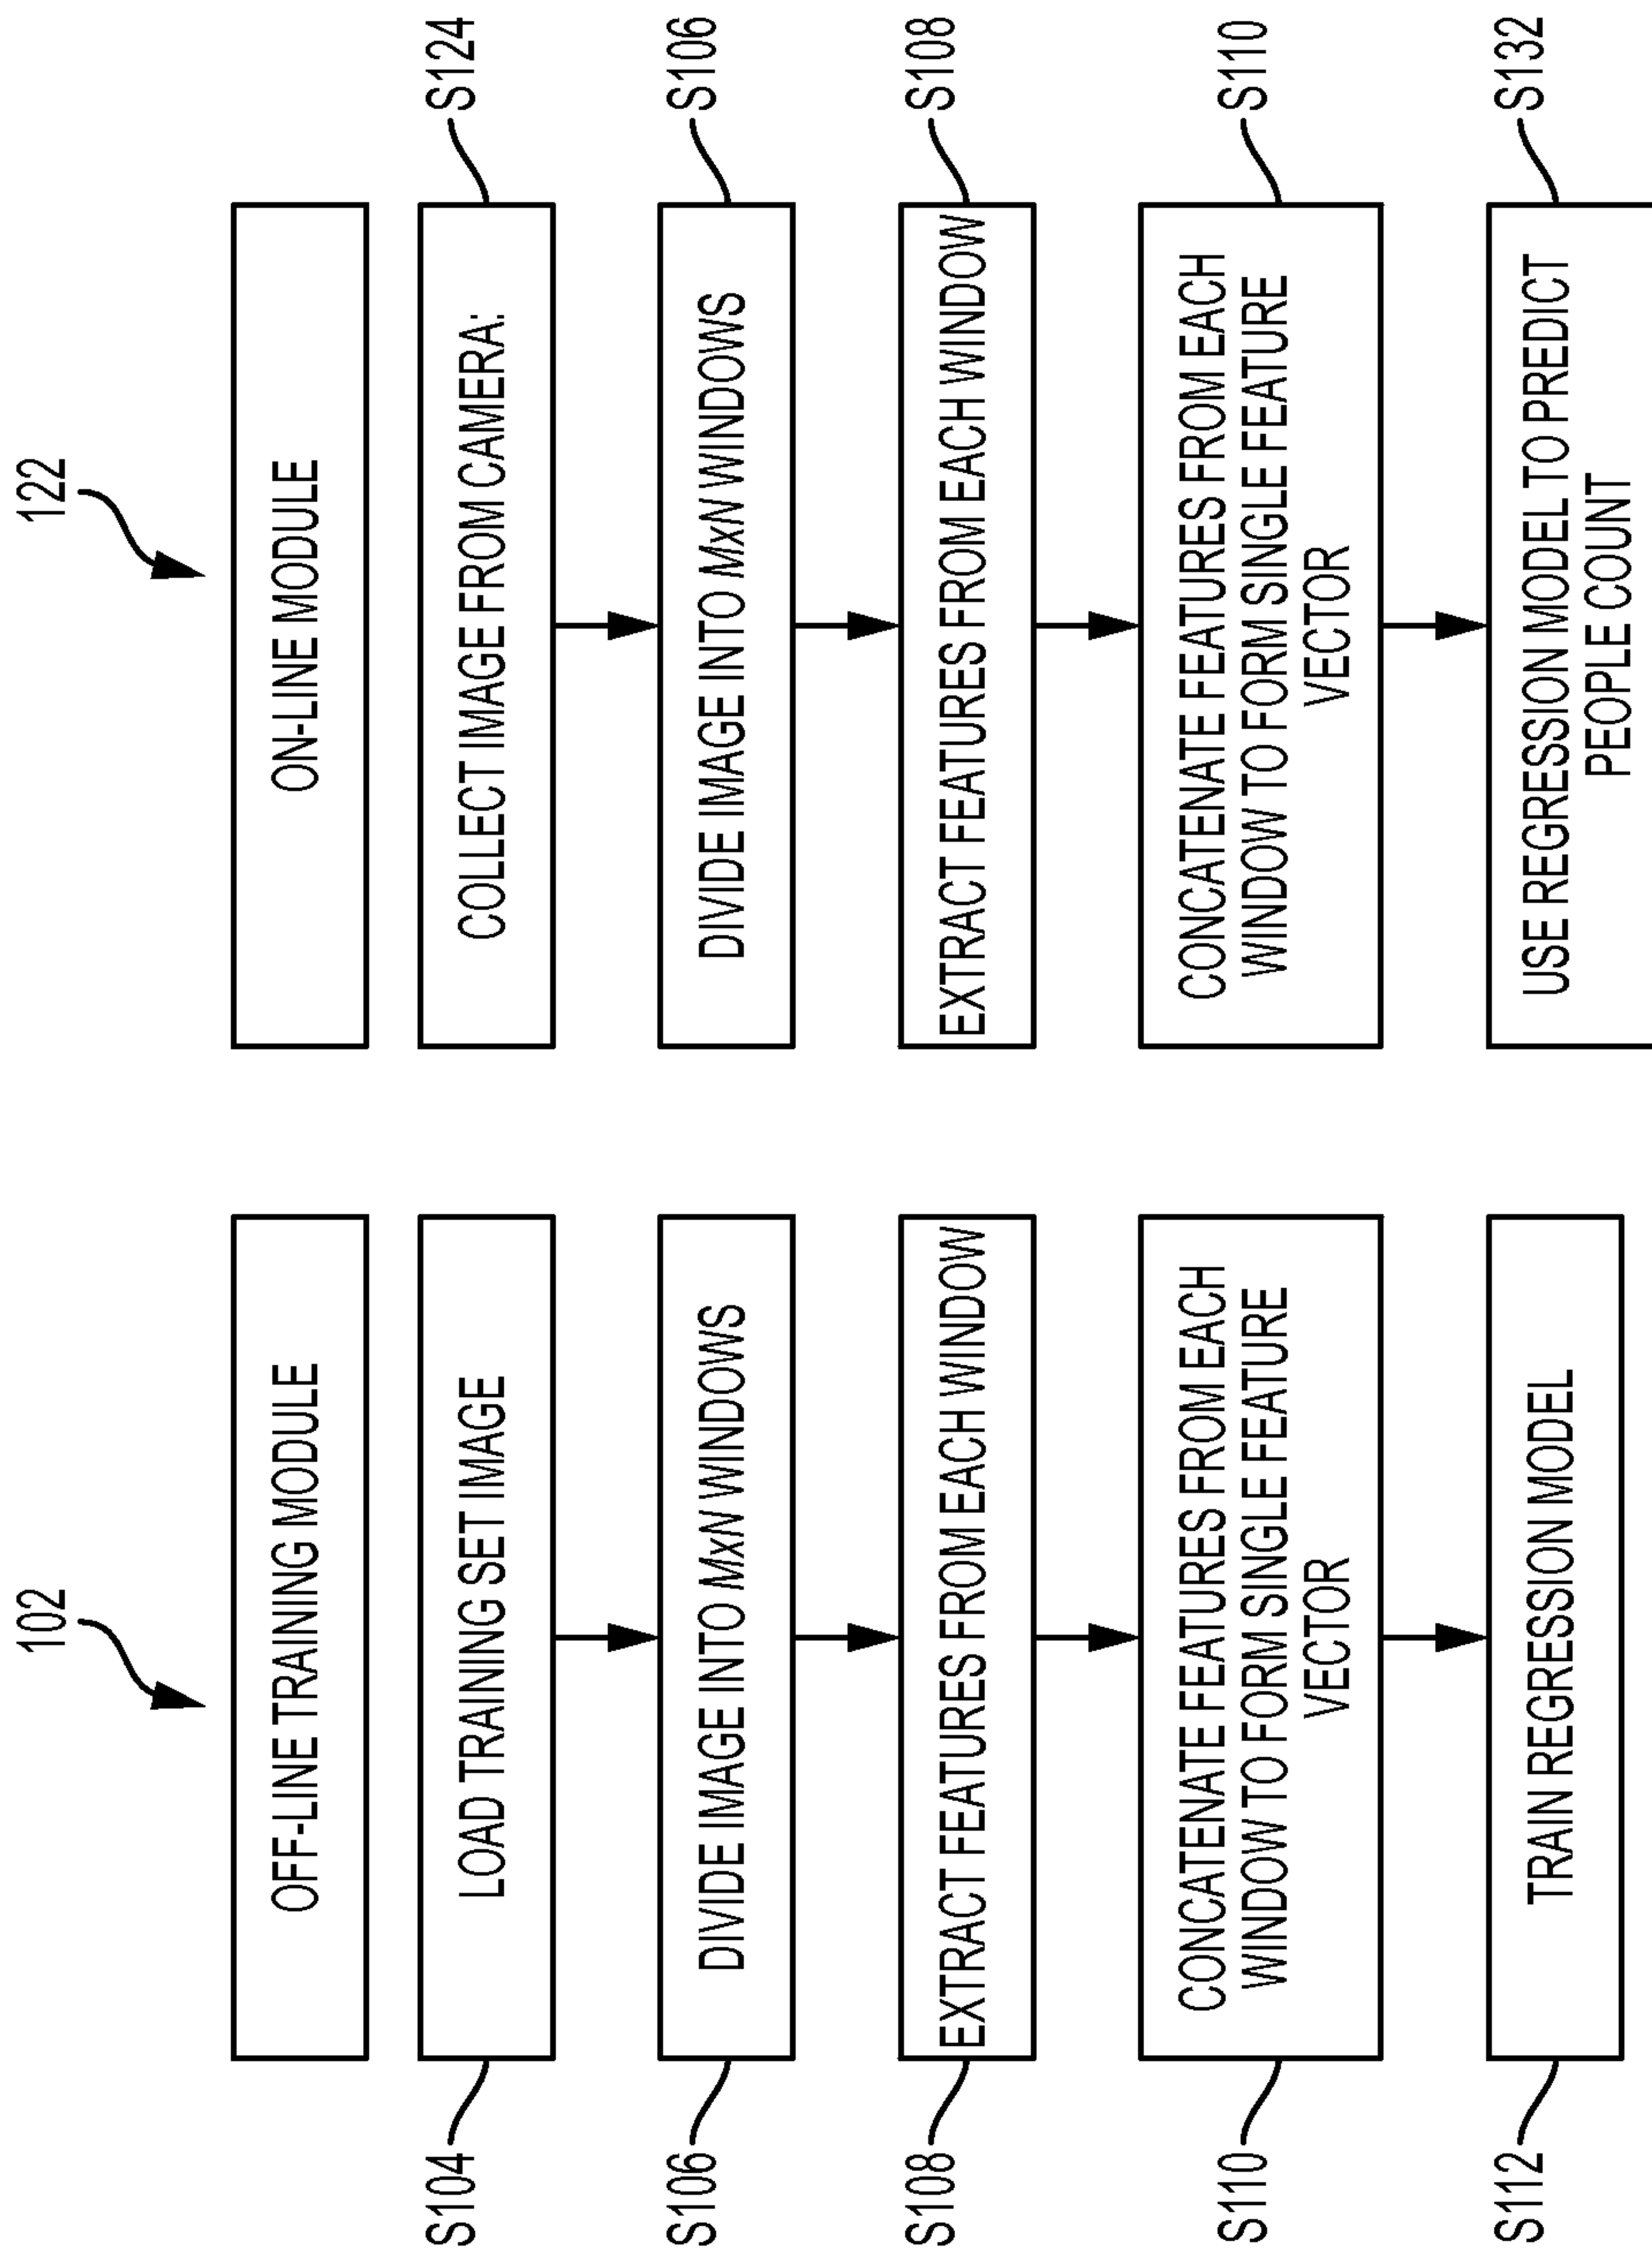 102
OFF-LINE TRAINING MODULE
S104
LOAD TRAINING SET IMAGE
S106
DIVIDE IMAGE INTO MxN WINDOWS
S108
EXTRACT FEATURES FROM EACH WINDOW
S110
CONCATENATE FEATURES FROM EACH
WINDOW TO FORM SINGLE FEATURE
VECTOR
S112
TRAIN REGRESSION MODEL
122
ON-LINE MODULE
COLLECT IMAGE FROM CAMERA:
S124
DIVIDE IMAGE INTO MxN WINDOWS
S106
EXTRACT FEATURES FROM EACH WINDOW
S108
CONCATENATE FEATURES FROM EACH
WINDOW TO FORM SINGLE FEATURE
VECTOR
S110
USE REGRESSION MODEL TO PREDICT
PEOPLE COUNT
S132